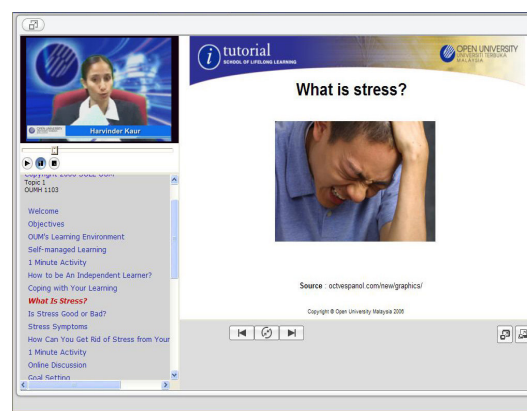 tutorial
SCHOOL OF LIFELONG LEARNING
OPEN UNIVERSITY
UNIVERSITI TERBUKA
MALAYSIA
What is stress?
Harvinder Kaur
Topic 1
OUMH 1103
Welcome
Objectives
OUM's Learning Environment
Self-managed Learning
1 Minute Activity
How to be An Independent Learner?
Coping with Your Learning
What Is Stress?
Is Stress Good or Bad?
Stress Symptoms
How Can You Get Rid of Stress from Your
1 Minute Activity
Online Discussion
Goal Setting
Source : octvespanol.com/new/graphics/
Copyright © Open University Malaysia 2006